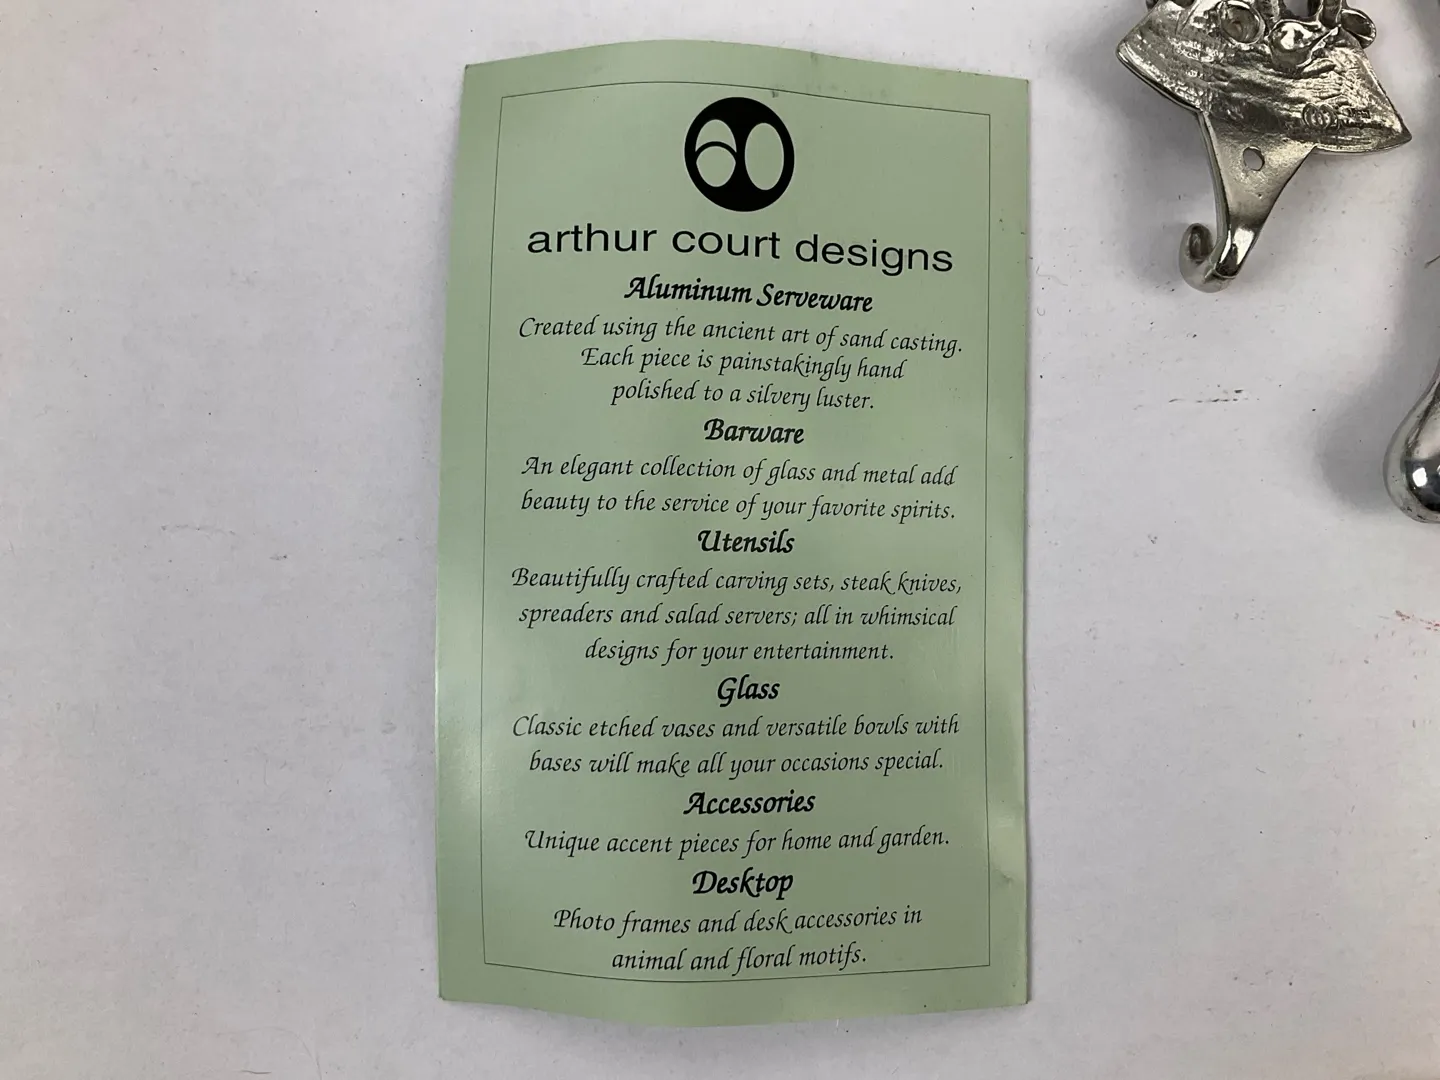 arthur court designs
Aluminum Serveware
Created using the ancient art of sand casting.
Each piece is painstakingly hand
polished to a silvery luster.
Barware
An elegant collection of glass and metal add
beauty to the service of your favorite spirits.
Utensils
Beautifully crafted carving sets, steak knives,
spreaders and salad servers; all in whimsical
designs for your entertainment.
Glass
Classic etched vases and versatile bowls with
bases will make all your occasions special.
Accessories
Unique accent pieces for home and garden.
Desktop
Photo frames and desk accessories in
animal and floral motifs.